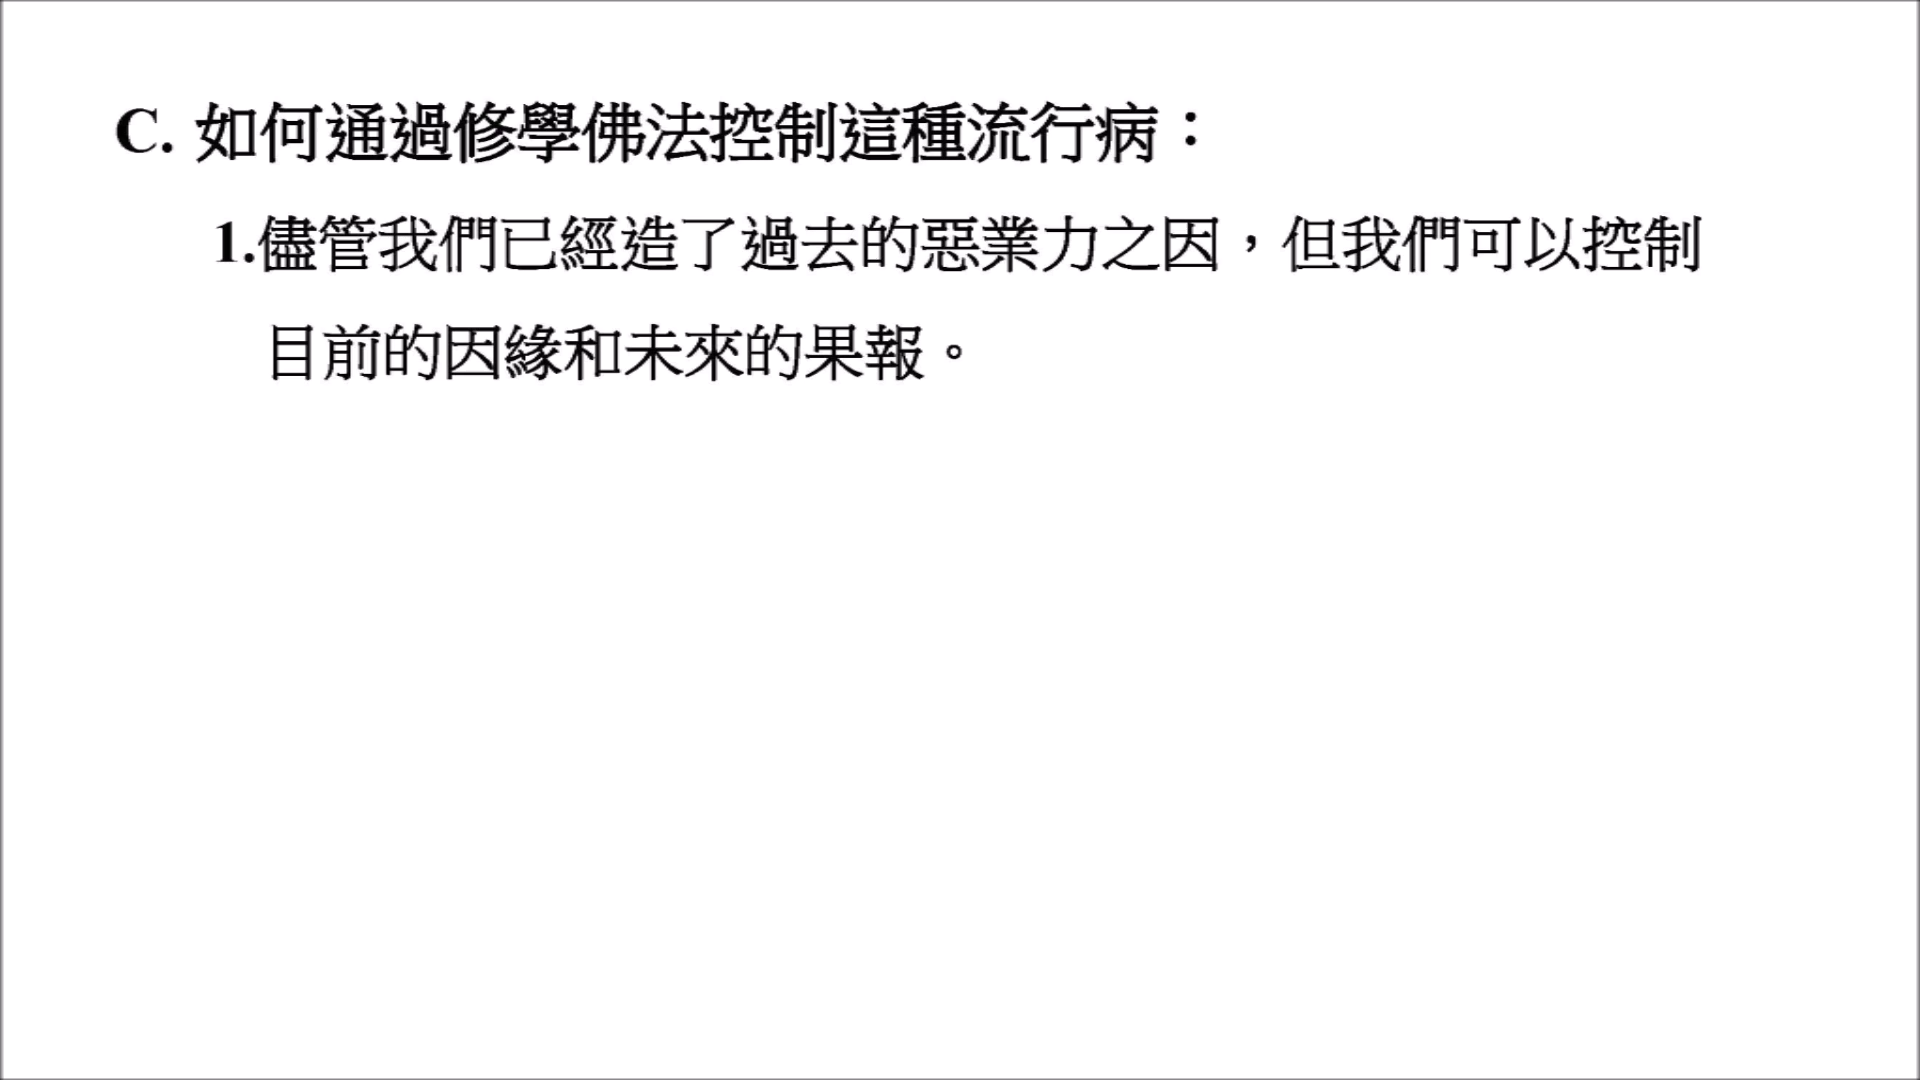 C. 如何通過修學佛法控制這種流行病：
1.儘管我們已經造了過去的惡業力之因，但我們可以控制
目前的因緣和未來的果報。